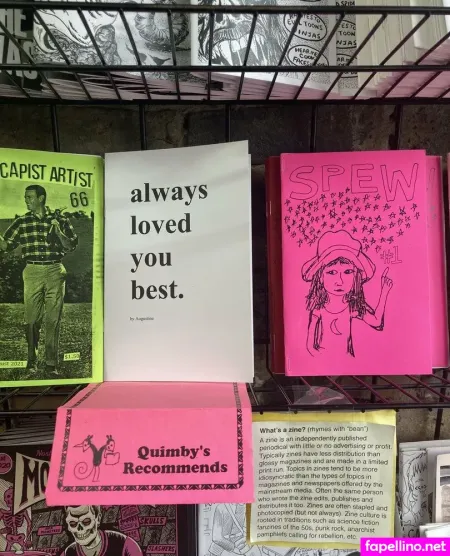 CAPIST ARTIST
66
$1.50
always
loved
you
best.
by Augustine
SPEW
#1
Quimby's
Recommends
What's a zine? (rhymes with "bean")
A zine is an independently published
periodical with little or no advertising or profit.
Typically zines have less distribution than
glossy magazines and are made in a limited
print run. Topics in zines tend to be more
idiosyncratic than the types of topics in
magazines and newspapers offered by the
mainstream media. Often the same person
who wrote the zine edits, publishes and
distributes it too. Zines are often stapled and
photocopied (but not always). Zine culture is
rooted in traditions such as science fiction
fanzines of the 50s, punk rock, anarchist
pamphlets calling for rebellion, etc.
MO
SKULLS
fapellino.net